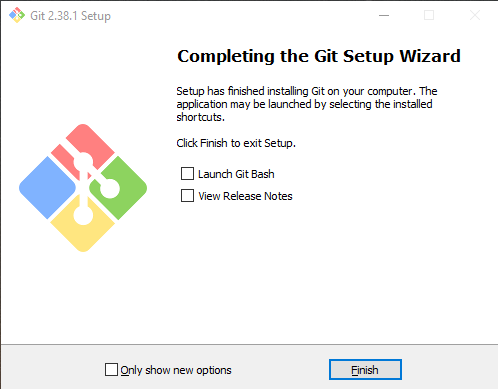 Git 2.38.1 Setup
Completing the Git Setup Wizard
Setup has finished installing Git on your computer. The
application may be launched by selecting the installed
shortcuts.
Click Finish to exit Setup.
Launch Git Bash
View Release Notes
Only show new options
Finish